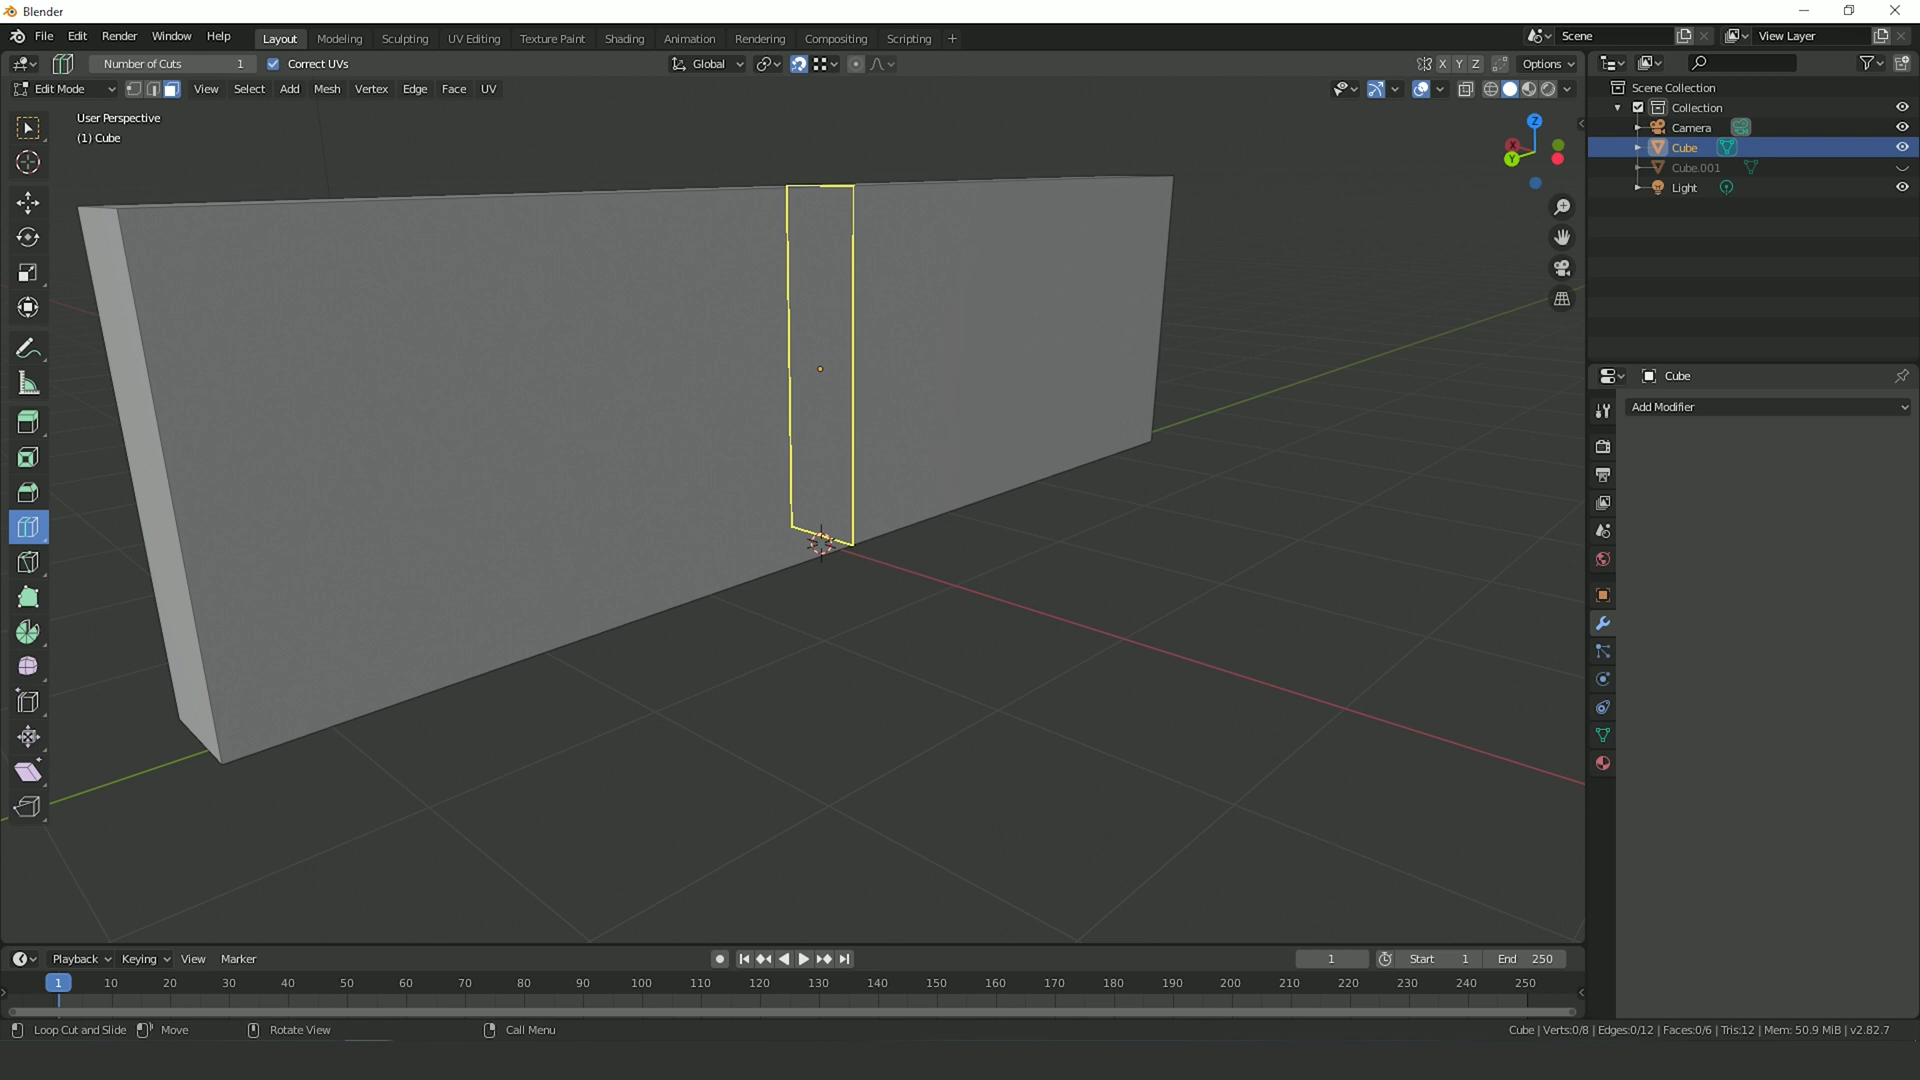 Blender
File Edit Render Window Help
Layout Modeling Sculpting UV Editing Texture Paint Shading Animation Rendering Compositing Scripting +
Scene
View Layer
Number of Cuts 1 Correct UVs
Global
X Y Z
Options
Edit Mode
View Select Add Mesh Vertex Edge Face UV
User Perspective
(1) Cube
Z
X
Y
Scene Collection
Collection
Camera
Cube
Cube.001
Light
Cube
Add Modifier
Playback Keying View Marker
1
Start 1
End 250
1 10 20 30 40 50 60 70 80 90 100 110 120 130 140 150 160 170 180 190 200 210 220 230 240 250
Loop Cut and Slide Move Rotate View Call Menu
Cube | Verts:0/8 | Edges:0/12 | Faces:0/6 | Tris:12 | Mem: 50.9 MiB | v2.82.7